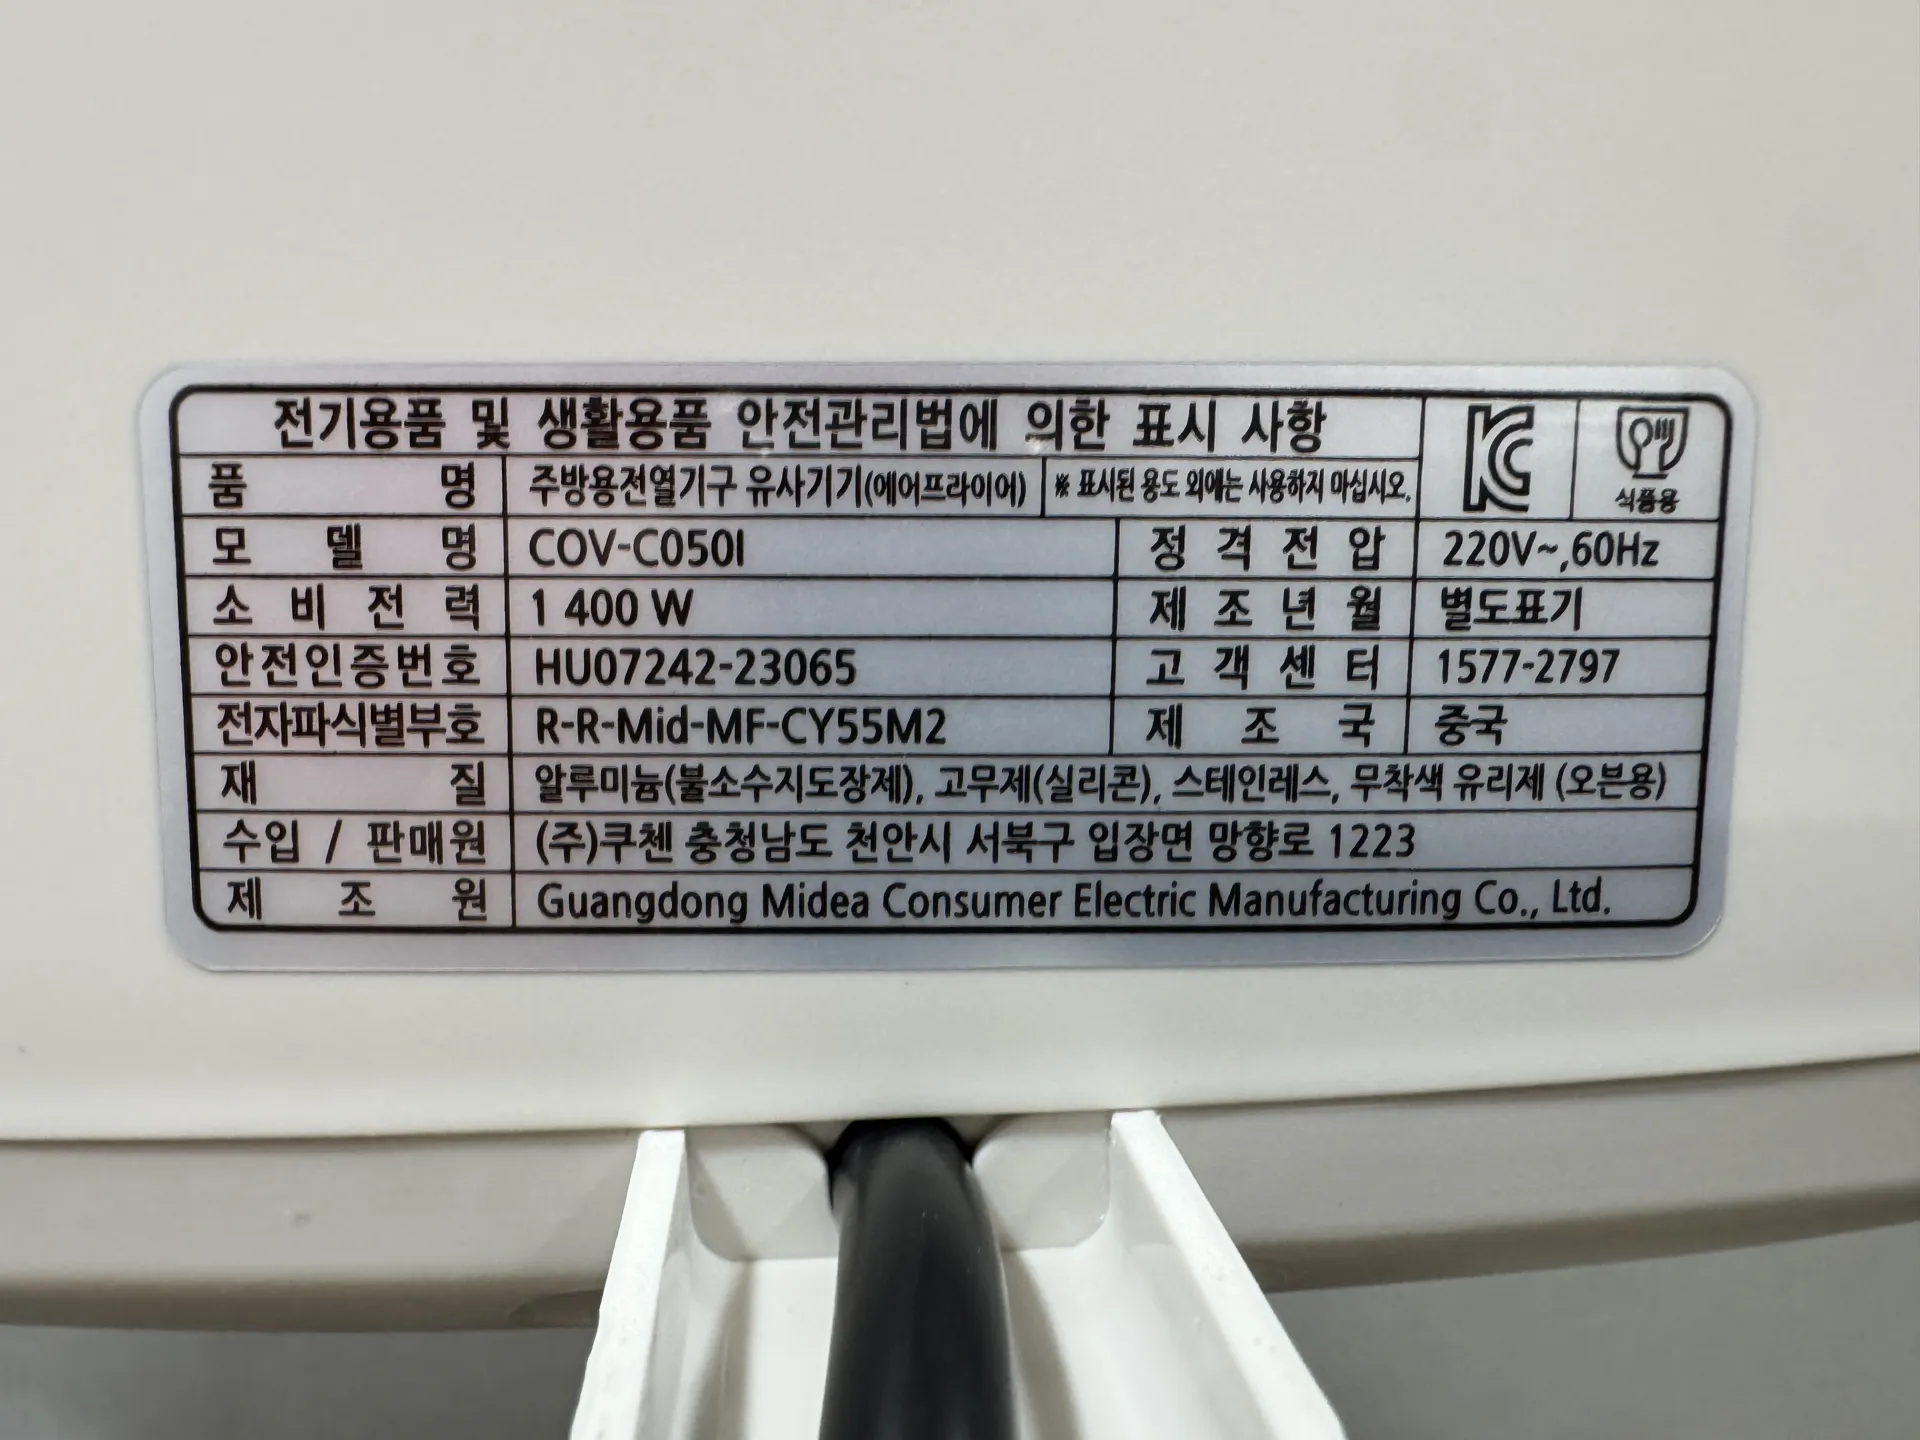 전기용품 및 생활용품 안전관리법에 의한 표시 사항
품 명 주방용전열기구 유사기기(에어프라이어) ※ 표시된 용도 외에는 사용하지 마십시오.
식품용
모 델 명 COV-C050I 정 격 전 압 220V~,60Hz
소 비 전 력 1 400 W 제 조 년 월 별도표기
안전인증번호 HU07242-23065 고 객 센 터 1577-2797
전자파식별부호 R-R-Mid-MF-CY55M2 제 조 국 중국
재 질 알루미늄(불소수지도장제), 고무제(실리콘), 스테인레스, 무착색 유리제 (오븐용)
수입 / 판매원 (주)쿠첸 충청남도 천안시 서북구 입장면 망향로 1223
제 조 원 Guangdong Midea Consumer Electric Manufacturing Co., Ltd.